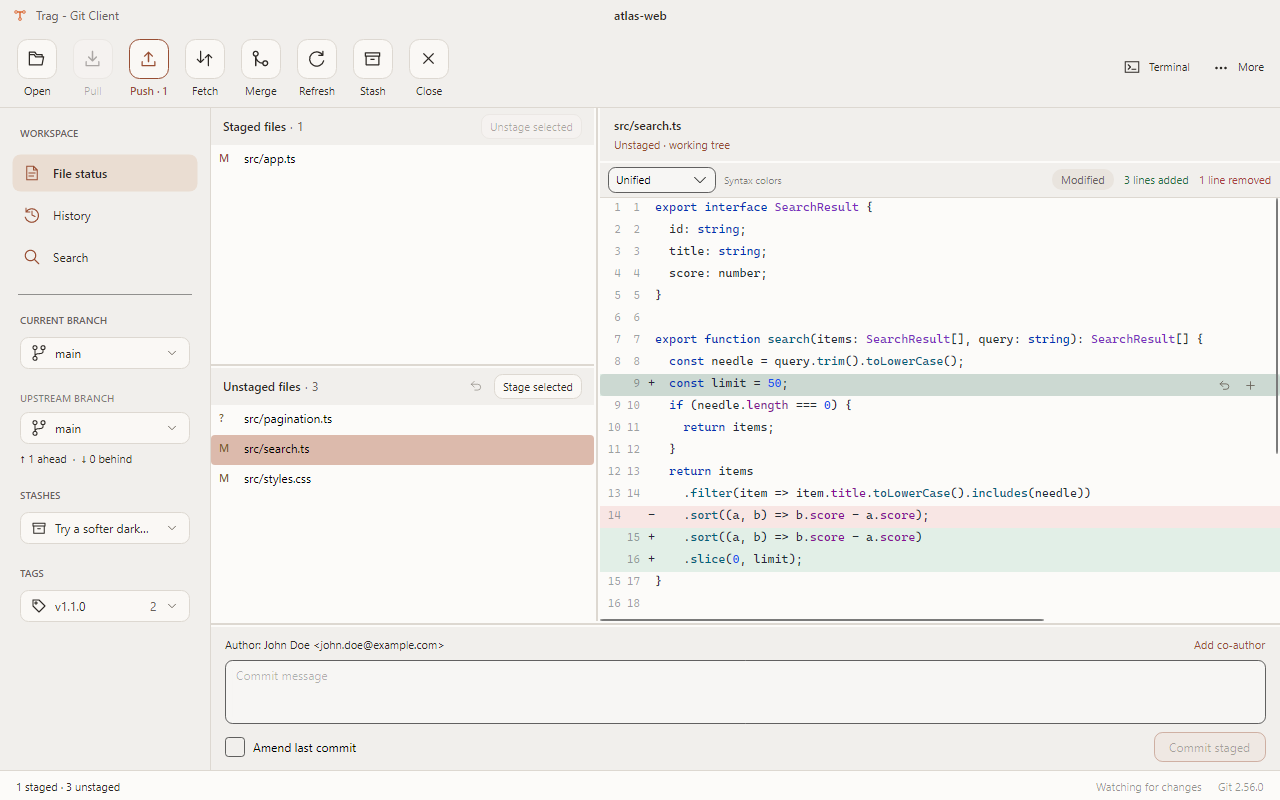 Trag - Git Client
atlas-web
Open
Pull
Push · 1
Fetch
Merge
Refresh
Stash
Close
Terminal
More
WORKSPACE
File status
History
Search
CURRENT BRANCH
main
UPSTREAM BRANCH
main
↑ 1 ahead · ↓ 0 behind
STASHES
Try a softer dark...
TAGS
v1.1.0 2
Staged files · 1
Unstage selected
M src/app.ts
Unstaged files · 3
Stage selected
? src/pagination.ts
M src/search.ts
M src/styles.css
src/search.ts
Unstaged · working tree
Unified
Syntax colors
Modified
3 lines added
1 line removed
1 1 export interface SearchResult {
2 2 id: string;
3 3 title: string;
4 4 score: number;
5 5 }
6 6
7 7 export function search(items: SearchResult[], query: string): SearchResult[] {
8 8 const needle = query.trim().toLowerCase();
9 + const limit = 50;
9 10 if (needle.length === 0) {
10 11 return items;
11 12 }
12 13 return items
13 14 .filter(item => item.title.toLowerCase().includes(needle))
14 - .sort((a, b) => b.score - a.score);
15 + .sort((a, b) => b.score - a.score)
16 + .slice(0, limit);
15 17 }
16 18
Author: John Doe <john.doe@example.com>
Add co-author
Commit message
Amend last commit
Commit staged
1 staged · 3 unstaged
Watching for changes
Git 2.56.0